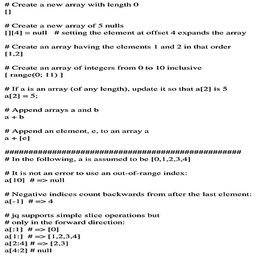 # Create a new array with length 0
[]
# Create a new array of 5 nulls
[][4] = null # setting the element at offset 4 expands the array
# Create an array having the elements 1 and 2 in that order
[1,2]
# Create an array of integers from 0 to 10 inclusive
[ range(0; 11) ]
# If a is an array (of any length), update it so that a[2] is 5
a[2] = 5;
# Append arrays a and b
a + b
# Append an element, e, to an array a
a + [e]
##################################################
# In the following, a is assumed to be [0,1,2,3,4]
# It is not an error to use an out-of-range index:
a[10] # => null
# Negative indices count backwards from after the last element:
a[-1] # => 4
# jq supports simple slice operations but
# only in the forward direction:
a[:1] # => [0]
a[1:] # => [1,2,3,4]
a[2:4] # => [2,3]
a[4:2] # null